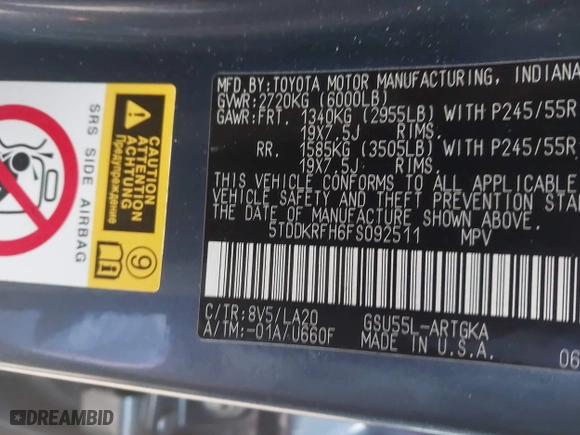 MFD.BY:TOYOTA MOTOR MANUFACTURING, INDIANA
GVWR:2720KG (6000LB)
GAWR:FRT. 1340KG (2955LB) WITH P245/55R
19X7.5J RIMS.
RR. 1585KG (3505LB) WITH P245/55R
19X7.5J RIMS.
THIS VEHICLE CONFORMS TO ALL APPLICABLE
VEHICLE SAFETY AND THEFT PREVENTION STA
THE DATE OF MANUFACTURE SHOWN ABOVE.
5TDDKRFH6FS092511 MPV
C/TR:8V5/LA20 GSU55L-ARTGKA
A/TM:-01A/U660F MADE IN U.S.A.
06
SRS SIDE AIRBAG
CAUTION
ATTENTION
ACHTUNG
Предупреждение
9
DREAMBID